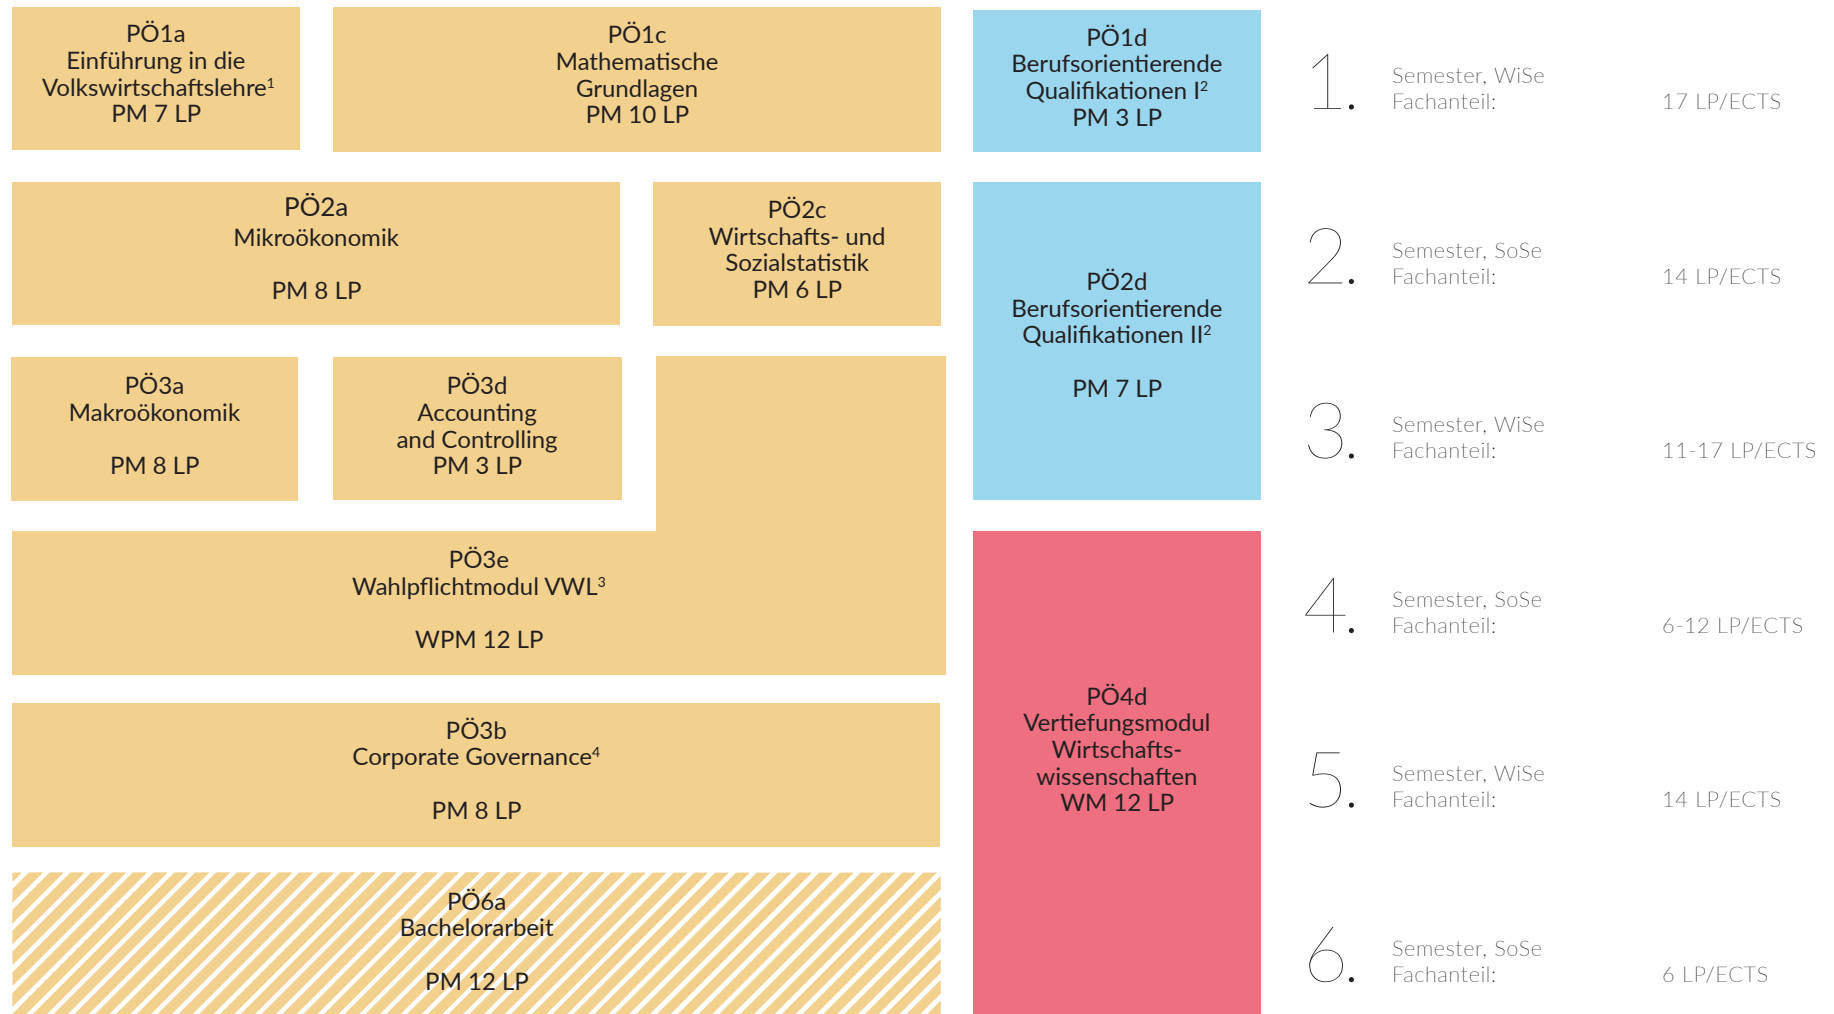 PÖ1a
Einführung in die
Volkswirtschaftslehre¹
PM 7 LP
PÖ1c
Mathematische
Grundlagen
PM 10 LP
PÖ1d
Berufsorientierende
Qualifikationen I²
PM 3 LP
1.
Semester, WiSe
Fachanteil: 17 LP/ECTS
PÖ2a
Mikroökonomik
PM 8 LP
PÖ2c
Wirtschafts- und
Sozialstatistik
PM 6 LP
PÖ2d
Berufsorientierende
Qualifikationen II²
PM 7 LP
2.
Semester, SoSe
Fachanteil: 14 LP/ECTS
PÖ3a
Makroökonomik
PM 8 LP
PÖ3d
Accounting
and Controlling
PM 3 LP
3.
Semester, WiSe
Fachanteil: 11-17 LP/ECTS
PÖ3e
Wahlpflichtmodul VWL³
WPM 12 LP
4.
Semester, SoSe
Fachanteil: 6-12 LP/ECTS
PÖ4d
Vertiefungsmodul
Wirtschafts-
wissenschaften
WM 12 LP
PÖ3b
Corporate Governance⁴
PM 8 LP
5.
Semester, WiSe
Fachanteil: 14 LP/ECTS
PÖ6a
Bachelorarbeit
PM 12 LP
6.
Semester, SoSe
Fachanteil: 6 LP/ECTS